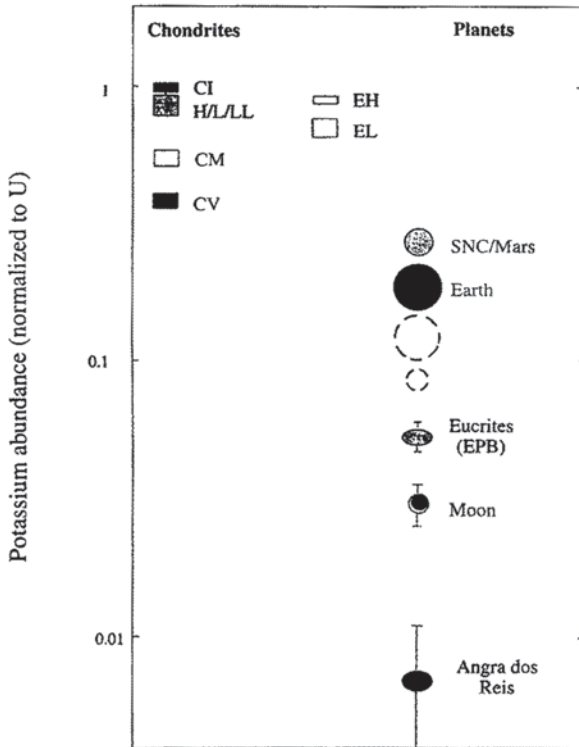 Chondrites
Planets
Potassium abundance (normalized to U)
1
CI
H/L/LL
EH
EL
CM
CV
SNC/Mars
Earth
0.1
Eucrites
(EPB)
Moon
0.01
Angra dos
Reis